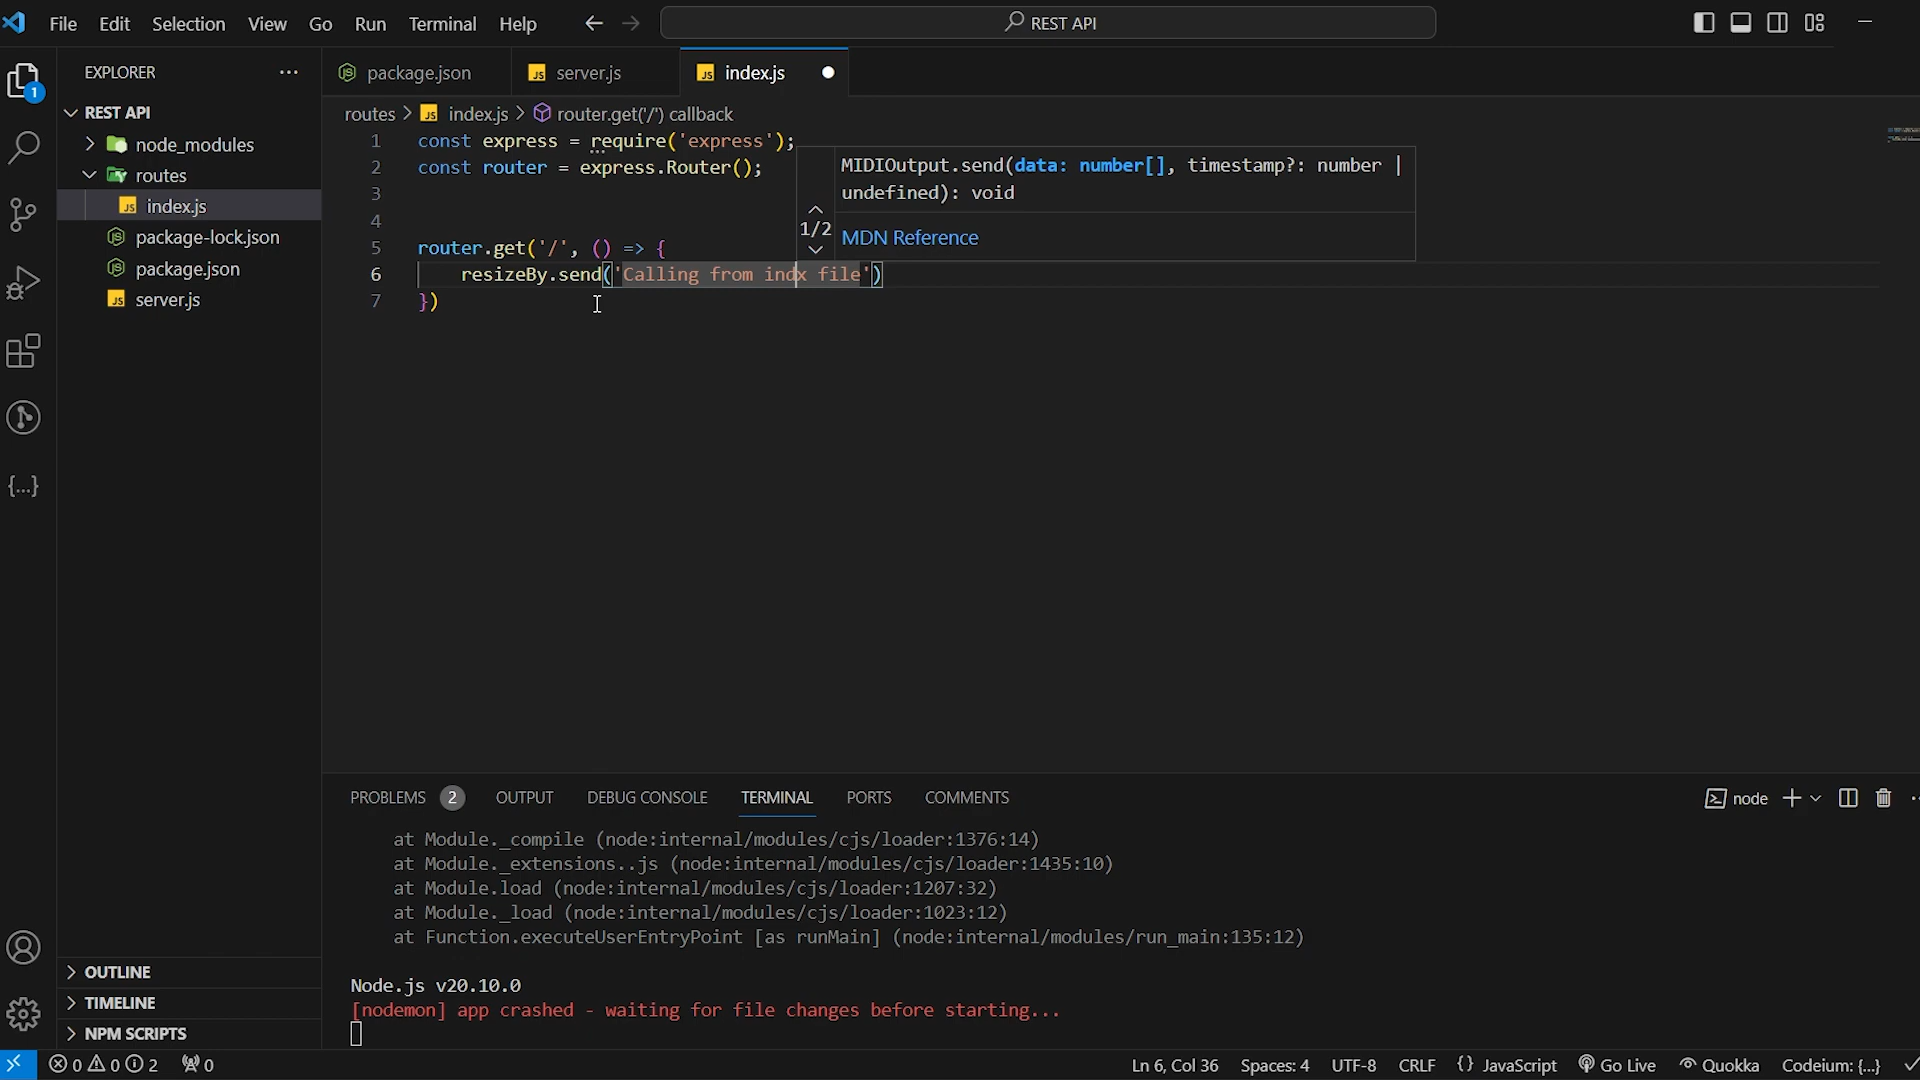 File Edit Selection View Go Run Terminal Help REST API
EXPLORER
package.json server.js index.js
REST API
node_modules
routes
index.js
package-lock.json
package.json
server.js
routes > index.js > router.get('/') callback
1 const express = require('express');
2 const router = express.Router();
3
4
5 router.get('/', () => {
6 resizeBy.send('Calling from indx file')
7 })
MIDIOutput.send(data: number[], timestamp?: number |
undefined): void
1/2
MDN Reference
1
{...}
PROBLEMS 2 OUTPUT DEBUG CONSOLE TERMINAL PORTS COMMENTS node
at Module._compile (node:internal/modules/cjs/loader:1376:14)
at Module._extensions..js (node:internal/modules/cjs/loader:1435:10)
at Module.load (node:internal/modules/cjs/loader:1207:32)
at Module._load (node:internal/modules/cjs/loader:1023:12)
at Function.executeUserEntryPoint [as runMain] (node:internal/modules/run_main:135:12)
Node.js v20.10.0
[nodemon] app crashed - waiting for file changes before starting...
OUTLINE
TIMELINE
NPM SCRIPTS
0 0 2 0 Ln 6, Col 36 Spaces: 4 UTF-8 CRLF {} JavaScript Go Live Quokka Codeium: {...}